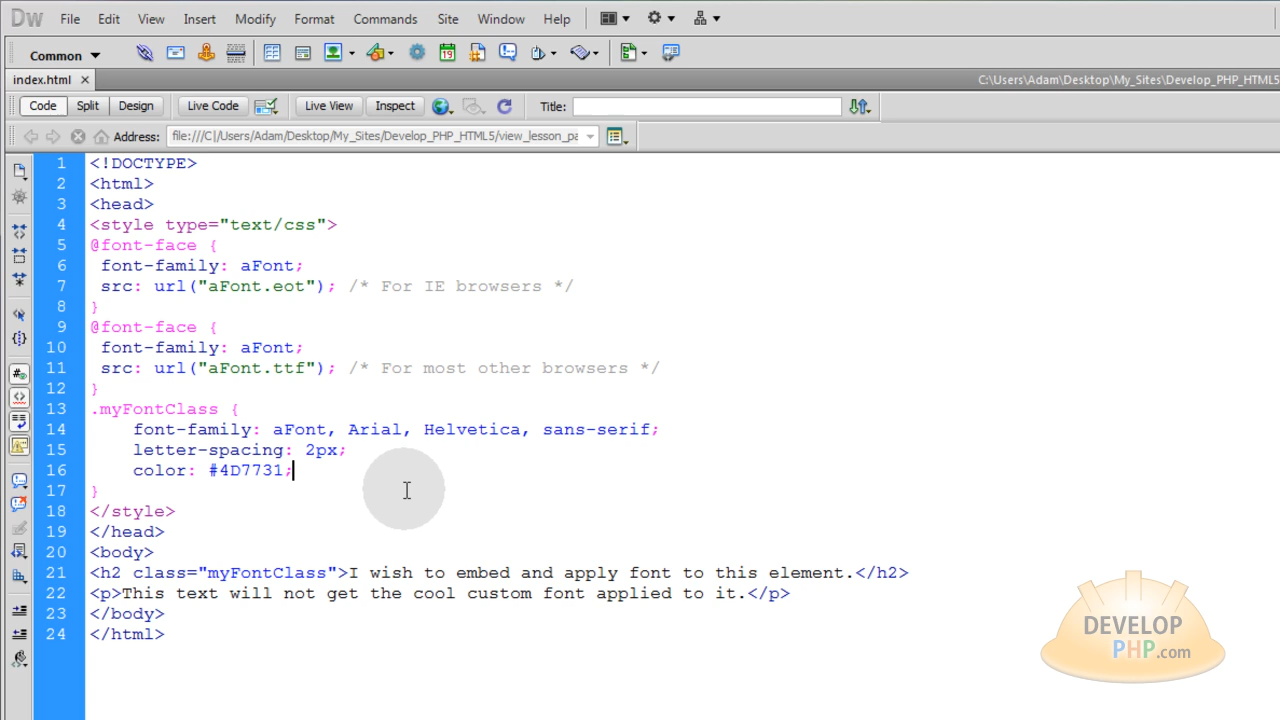 Dw File Edit View Insert Modify Format Commands Site Window Help
Common
index.html C:\Users\Adam\Desktop\My_Sites\Develop_PHP_HTML5
Code Split Design Live Code Live View Inspect Title:
Address: file:///C|/Users/Adam/Desktop/My_Sites/Develop_PHP_HTML5/view_lesson_pa
1 <!DOCTYPE>
2 <html>
3 <head>
4 <style type="text/css">
5 @font-face {
6 font-family: aFont;
7 src: url("aFont.eot"); /* For IE browsers */
8 }
9 @font-face {
10 font-family: aFont;
11 src: url("aFont.ttf"); /* For most other browsers */
12 }
13 .myFontClass {
14 font-family: aFont, Arial, Helvetica, sans-serif;
15 letter-spacing: 2px;
16 color: #4D7731;
17 }
18 </style>
19 </head>
20 <body>
21 <h2 class="myFontClass">I wish to embed and apply font to this element.</h2>
22 <p>This text will not get the cool custom font applied to it.</p>
23 </body>
24 </html>
DEVELOP
PHP.com